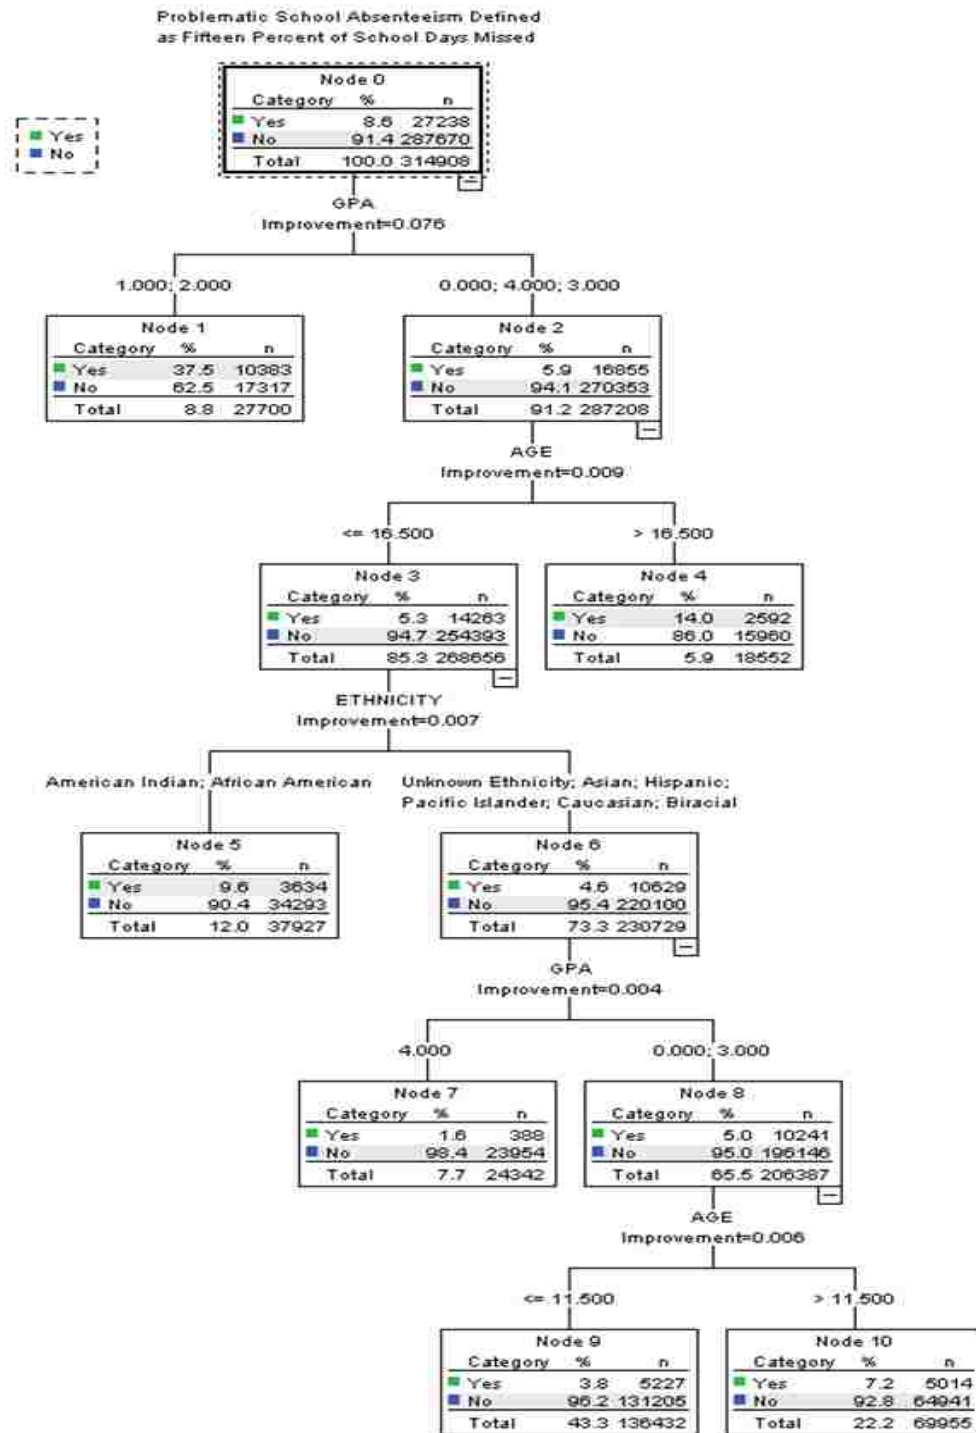 Problematic School Absenteeism Defined
as Fifteen Percent of School Days Missed
Yes
No
Node 0
Category % n
Yes 8.6 27238
No 91.4 287670
Total 100.0 314908
GPA
Improvement=0.076
1.000; 2.000
0.000; 4.000; 3.000
Node 1
Category % n
Yes 37.5 10383
No 62.5 17317
Total 8.8 27700
Node 2
Category % n
Yes 5.9 16855
No 94.1 270353
Total 91.2 287208
AGE
Improvement=0.009
<= 16.500
> 16.500
Node 3
Category % n
Yes 5.3 14263
No 94.7 254393
Total 85.3 268656
Node 4
Category % n
Yes 14.0 2592
No 86.0 15960
Total 5.9 18552
ETHNICITY
Improvement=0.007
American Indian; African American
Unknown Ethnicity; Asian; Hispanic;
Pacific Islander; Caucasian; Biracial
Node 5
Category % n
Yes 9.6 3634
No 90.4 34293
Total 12.0 37927
Node 6
Category % n
Yes 4.6 10629
No 95.4 220100
Total 73.3 230729
GPA
Improvement=0.004
4.000
0.000; 3.000
Node 7
Category % n
Yes 1.6 388
No 98.4 23954
Total 7.7 24342
Node 8
Category % n
Yes 5.0 10241
No 95.0 196146
Total 65.5 206387
AGE
Improvement=0.006
<= 11.500
> 11.500
Node 9
Category % n
Yes 3.8 5227
No 96.2 131205
Total 43.3 136432
Node 10
Category % n
Yes 7.2 5014
No 92.8 64941
Total 22.2 69955